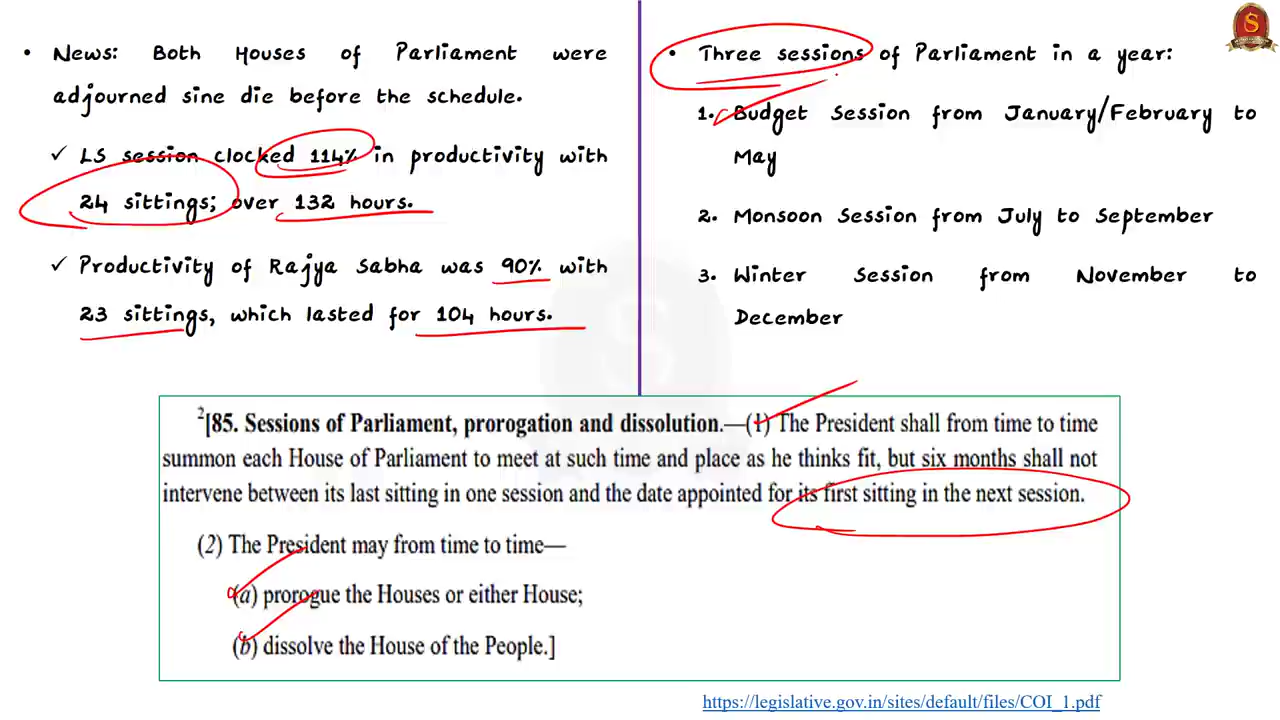 • News: Both Houses of Parliament were
adjourned sine die before the schedule.
✓ LS session clocked 114% in productivity with
24 sittings; over 132 hours.
✓ Productivity of Rajya Sabha was 90% with
23 sittings, which lasted for 104 hours.
• Three sessions of Parliament in a year:
1. Budget Session from January/February to
May
2. Monsoon Session from July to September
3. Winter Session from November to
December
2[85. Sessions of Parliament, prorogation and dissolution.—(1) The President shall from time to time
summon each House of Parliament to meet at such time and place as he thinks fit, but six months shall not
intervene between its last sitting in one session and the date appointed for its first sitting in the next session.
(2) The President may from time to time—
(a) prorogue the Houses or either House;
(b) dissolve the House of the People.]
https://legislative.gov.in/sites/default/files/COI_1.pdf